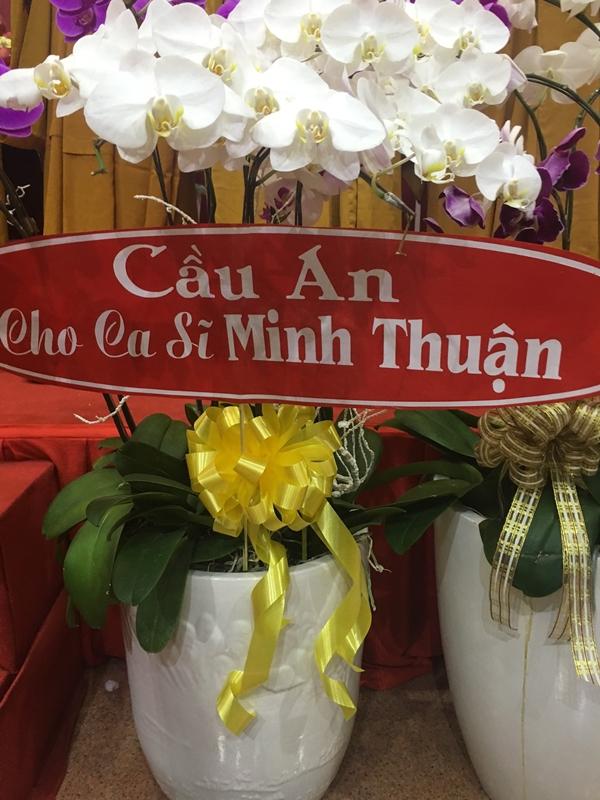 Cầu An
Cho Ca Sĩ Minh Thuận